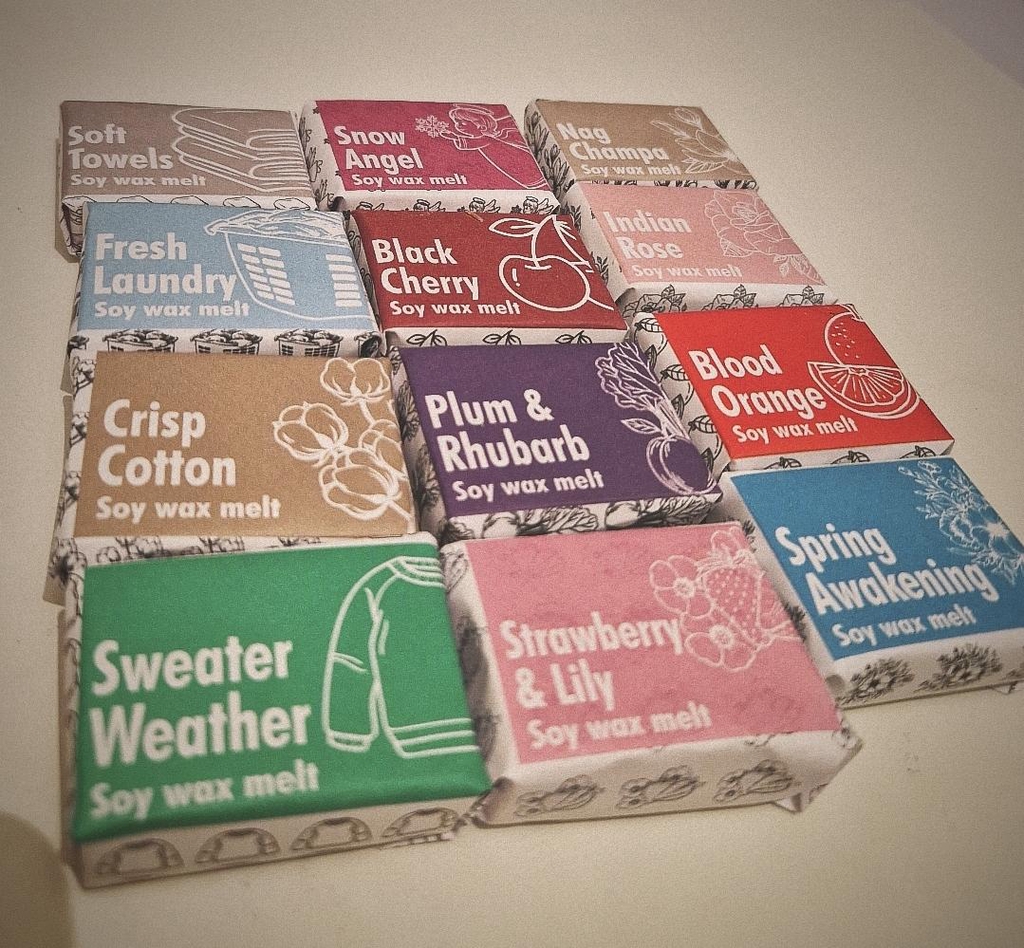 Soft
Towels
Soy wax melt
Snow
Angel
Soy wax melt
Nag
Champa
Soy wax melt
Fresh
Laundry
Soy wax melt
Black
Cherry
Soy wax melt
Indian
Rose
Soy wax melt
Crisp
Cotton
Soy wax melt
Plum &
Rhubarb
Soy wax melt
Blood
Orange
Soy wax melt
Sweater
Weather
Soy wax melt
Strawberry
& Lily
Soy wax melt
Spring
Awakening
Soy wax melt